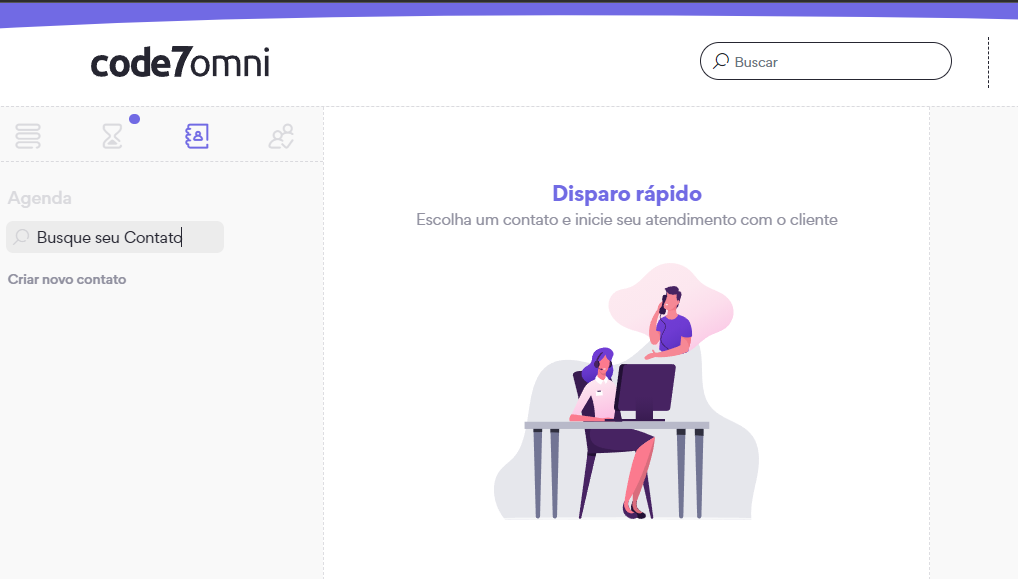 code7omni
Buscar
Agenda
Busque seu Contato
Criar novo contato
Disparo rápido
Escolha um contato e inicie seu atendimento com o cliente